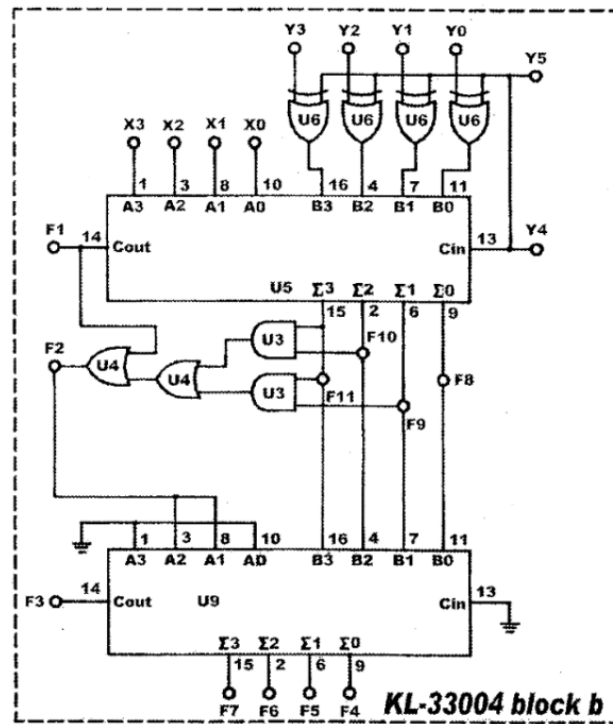 Y3 Y2 Y1 Y0
Y5
U6 U6 U6 U6
X3 X2 X1 X0
1 3 8 10 16 4 7 11
A3 A2 A1 A0 B3 B2 B1 B0
F1 14 Cout Cin 13 Y4
U5 Σ3 Σ2 Σ1 Σ0
15 2 6 9
U3 F10
F2 U4 U4 U3 F11 F8
F9
1 3 8 10 16 4 7 11
A3 A2 A1 A0 B3 B2 B1 B0
F3 14 Cout U9 Cin 13
Σ3 Σ2 Σ1 Σ0
15 2 6 9
F7 F6 F5 F4
KL-33004 block b